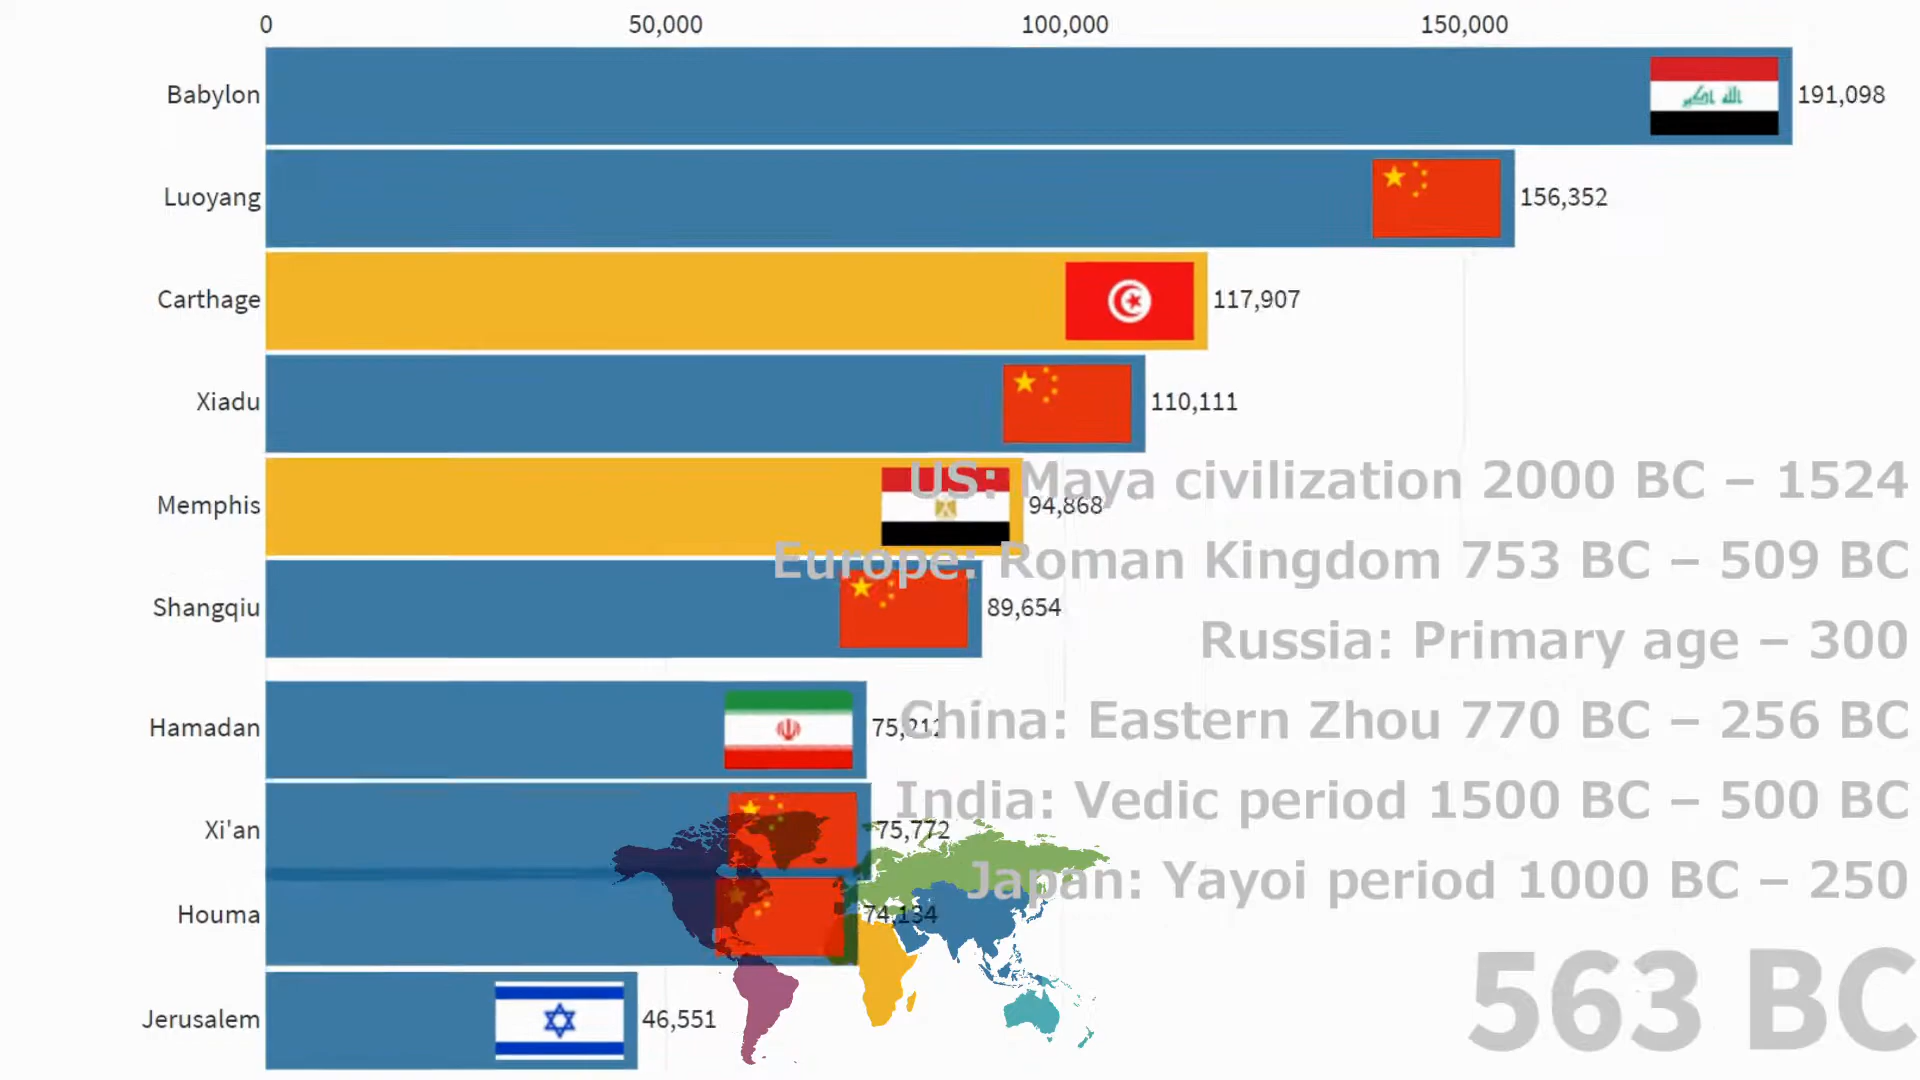 0 50,000 100,000 150,000
Babylon 191,098
Luoyang 156,352
Carthage 117,907
Xiadu 110,111
US: Maya civilization 2000 BC – 1524
Memphis 94,868
Europe: Roman Kingdom 753 BC – 509 BC
Shangqiu 89,654
Russia: Primary age – 300
China: Eastern Zhou 770 BC – 256 BC
Hamadan 75,212
India: Vedic period 1500 BC – 500 BC
Xi'an 75,772
Japan: Yayoi period 1000 BC – 250
Houma 74,134
563 BC
Jerusalem 46,551